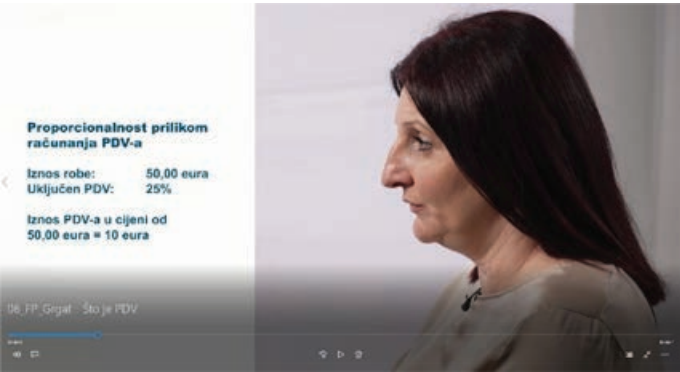 Proporcionalnost prilikom
računanja PDV-a
Iznos robe: 50,00 eura
Uključen PDV: 25%
Iznos PDV-a u cijeni od
50,00 eura = 10 eura
06_FP_Grgat Što je PDV